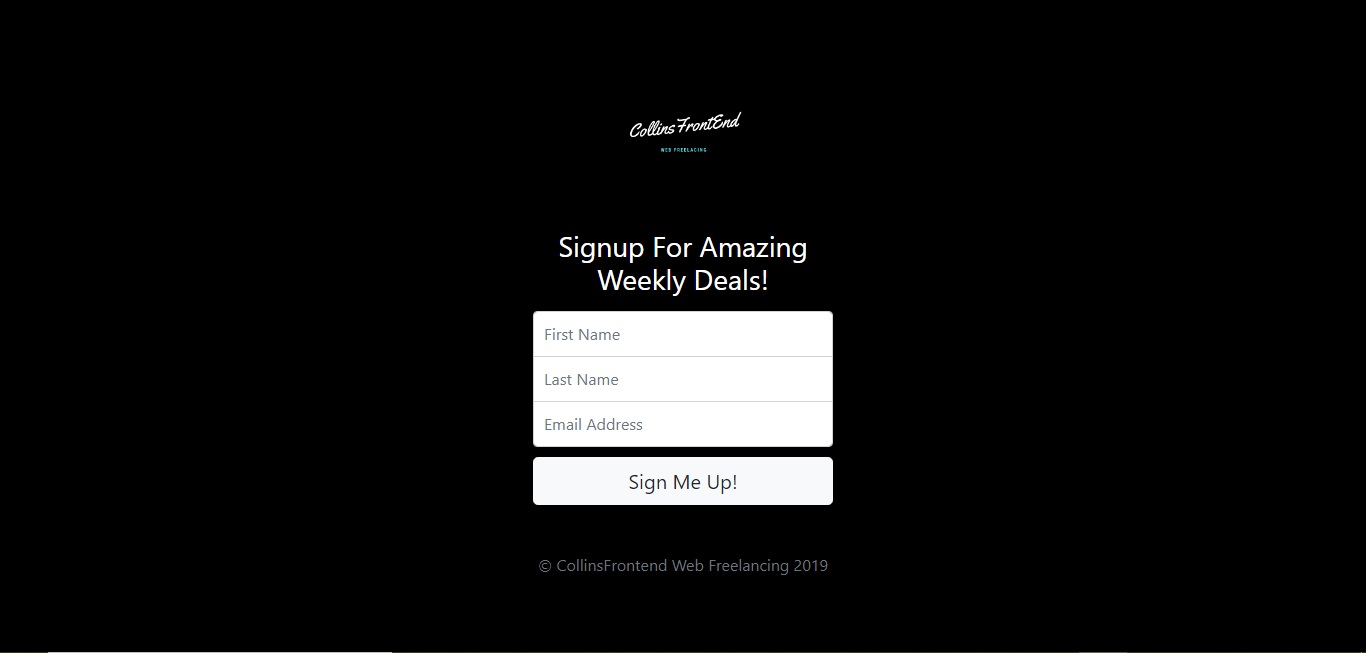 CollinsFrontEnd
WEB FREELACING
Signup For Amazing
Weekly Deals!
First Name
Last Name
Email Address
Sign Me Up!
© CollinsFrontend Web Freelancing 2019